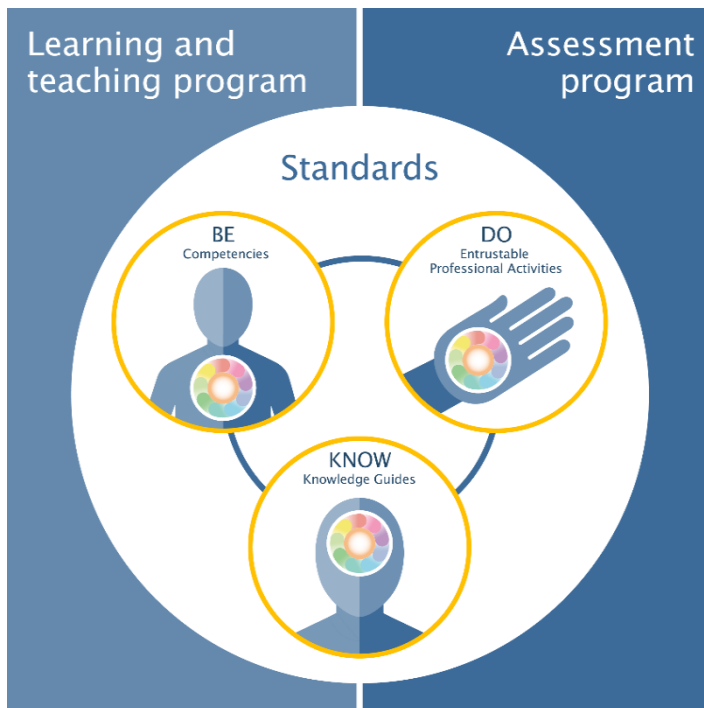 Learning and
teaching program
Assessment
program
Standards
BE
Competencies
DO
Entrustable
Professional Activities
KNOW
Knowledge Guides